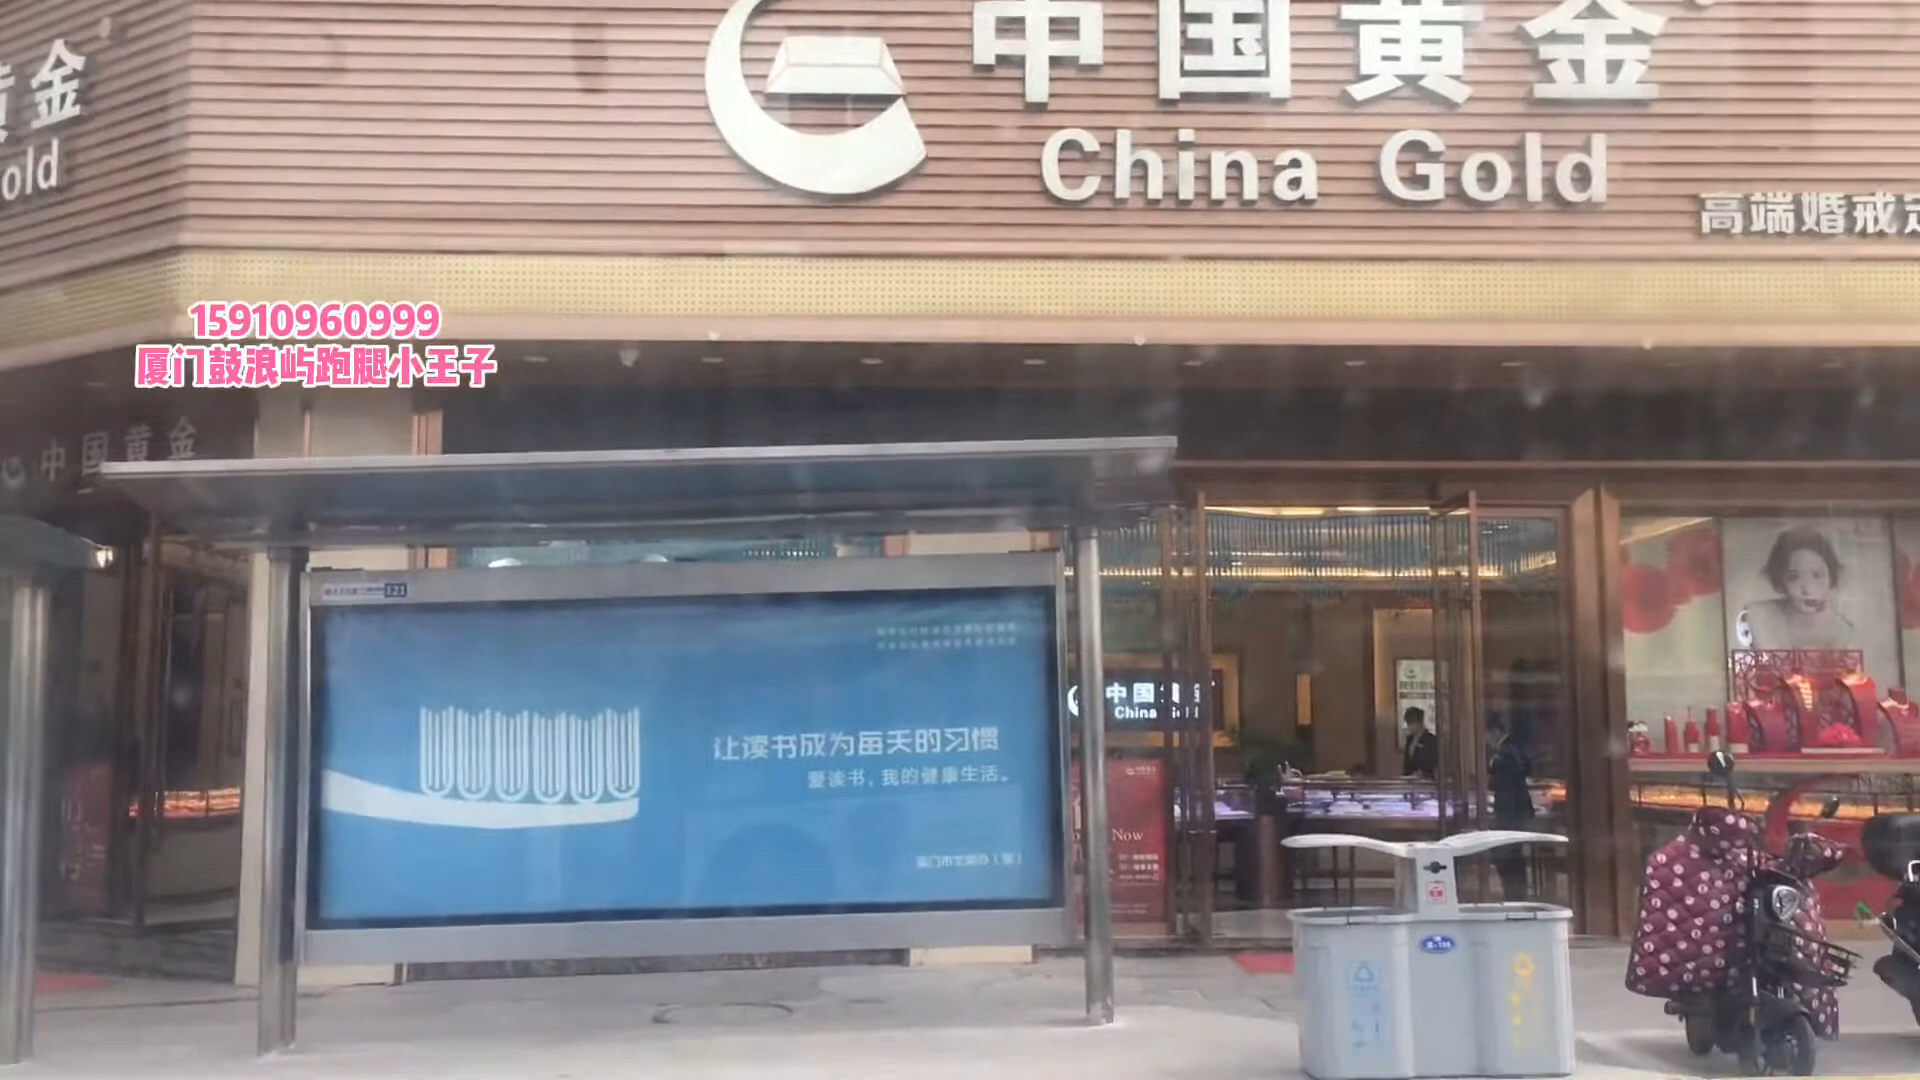 中国黄金
China Gold
黄金
old
高端婚戒定
15910960999
厦门鼓浪屿跑腿小王子
中国黄金
121
让读书成为每天的习惯
爱读书,我的健康生活。
中国
China
Now